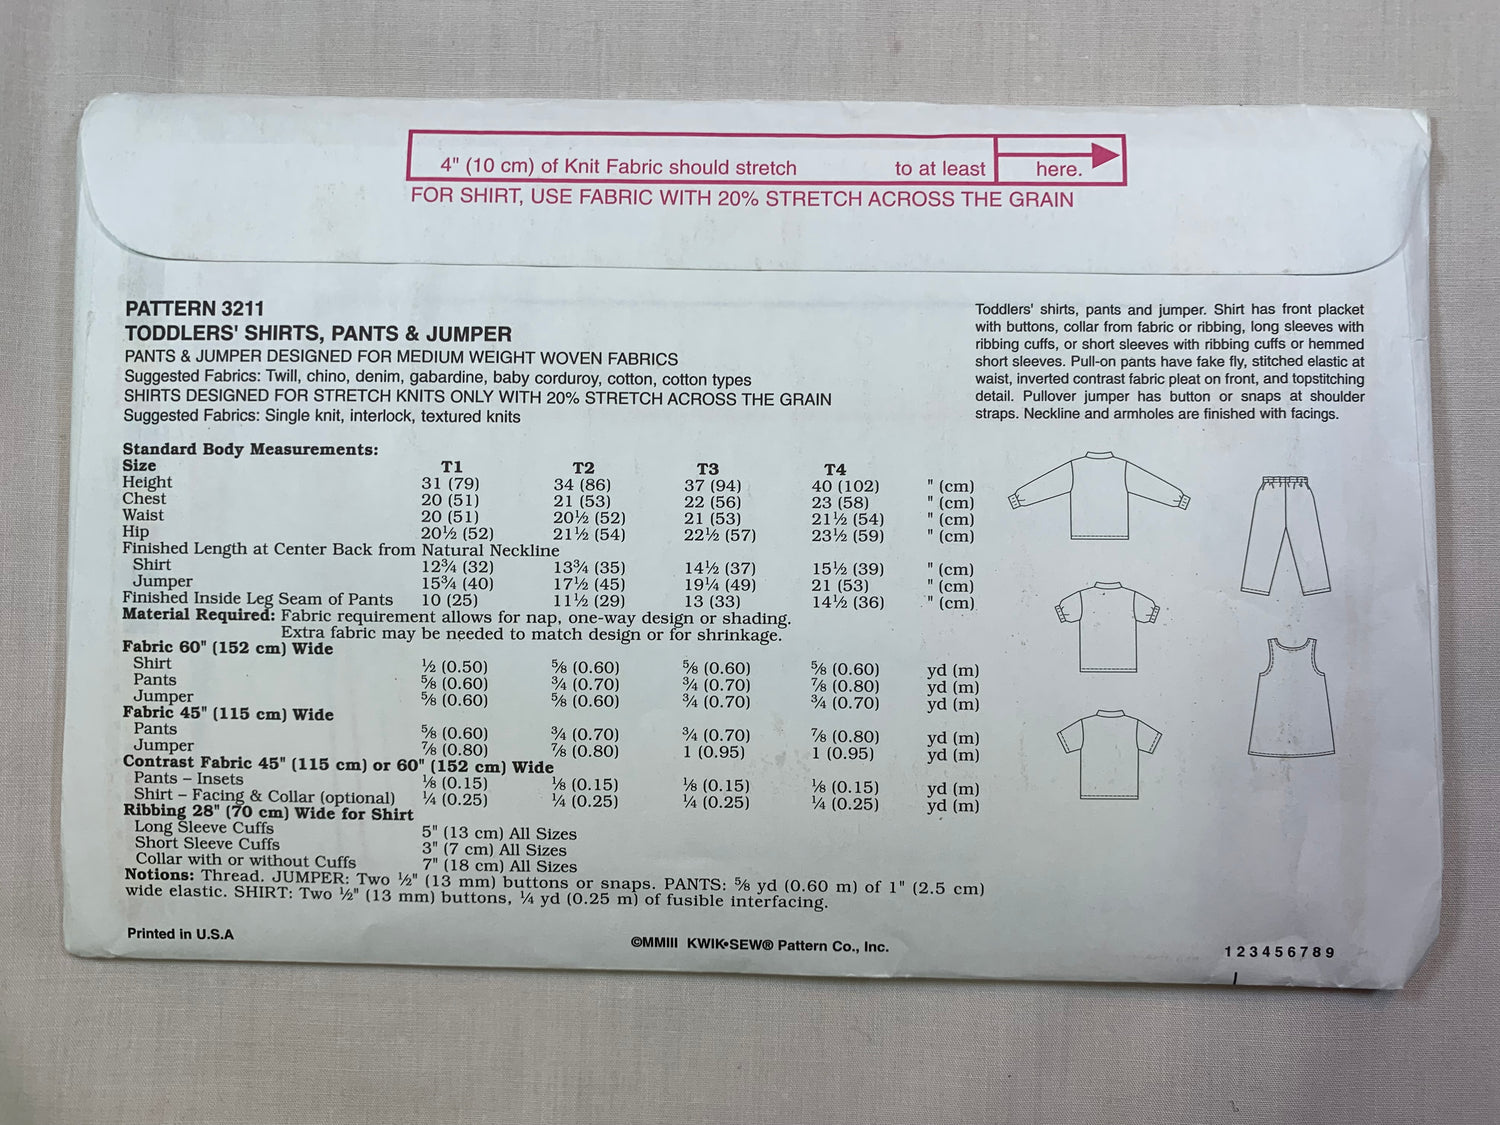 4" (10 cm) of Knit Fabric should stretch to at least here.
FOR SHIRT, USE FABRIC WITH 20% STRETCH ACROSS THE GRAIN
PATTERN 3211
TODDLERS' SHIRTS, PANTS & JUMPER
PANTS & JUMPER DESIGNED FOR MEDIUM WEIGHT WOVEN FABRICS
Suggested Fabrics: Twill, chino, denim, gabardine, baby corduroy, cotton, cotton types
SHIRTS DESIGNED FOR STRETCH KNITS ONLY WITH 20% STRETCH ACROSS THE GRAIN
Suggested Fabrics: Single knit, interlock, textured knits
Toddlers' shirts, pants and jumper. Shirt has front placket
with buttons, collar from fabric or ribbing, long sleeves with
ribbing cuffs, or short sleeves with ribbing cuffs or hemmed
short sleeves. Pull-on pants have fake fly, stitched elastic at
waist, inverted contrast fabric pleat on front, and topstitching
detail. Pullover jumper has button or snaps at shoulder
straps. Neckline and armholes are finished with facings.
Standard Body Measurements:
Size T1 T2 T3 T4
Height 31 (79) 34 (86) 37 (94) 40 (102) " (cm)
Chest 20 (51) 21 (53) 22 (56) 23 (58) " (cm)
Waist 20 (51) 20½ (52) 21 (53) 21½ (54) " (cm)
Hip 20½ (52) 21½ (54) 22½ (57) 23½ (59) " (cm)
Finished Length at Center Back from Natural Neckline
Shirt 12¾ (32) 13¾ (35) 14½ (37) 15½ (39) " (cm)
Jumper 15¾ (40) 17½ (45) 19¼ (49) 21 (53) " (cm)
Finished Inside Leg Seam of Pants 10 (25) 11½ (29) 13 (33) 14½ (36) " (cm)
Material Required: Fabric requirement allows for nap, one-way design or shading.
Extra fabric may be needed to match design or for shrinkage.
Fabric 60" (152 cm) Wide
Shirt ½ (0.50) ⅝ (0.60) ⅝ (0.60) ⅝ (0.60) yd (m)
Pants ⅝ (0.60) ¾ (0.70) ¾ (0.70) ⅞ (0.80) yd (m)
Jumper ⅝ (0.60) ⅝ (0.60) ¾ (0.70) ¾ (0.70) yd (m)
Fabric 45" (115 cm) Wide
Pants ⅝ (0.60) ¾ (0.70) ¾ (0.70) ⅞ (0.80) yd (m)
Jumper ⅞ (0.80) ⅞ (0.80) 1 (0.95) 1 (0.95) yd (m)
Contrast Fabric 45" (115 cm) or 60" (152 cm) Wide
Pants – Insets ⅛ (0.15) ⅛ (0.15) ⅛ (0.15) ⅛ (0.15) yd (m)
Shirt – Facing & Collar (optional) ¼ (0.25) ¼ (0.25) ¼ (0.25) ¼ (0.25) yd (m)
Ribbing 28" (70 cm) Wide for Shirt
Long Sleeve Cuffs 5" (13 cm) All Sizes
Short Sleeve Cuffs 3" (7 cm) All Sizes
Collar with or without Cuffs 7" (18 cm) All Sizes
Notions: Thread. JUMPER: Two ½" (13 mm) buttons or snaps. PANTS: ⅝ yd (0.60 m) of 1" (2.5 cm)
wide elastic. SHIRT: Two ½" (13 mm) buttons, ¼ yd (0.25 m) of fusible interfacing.
Printed in U.S.A
©MMIII KWIK•SEW® Pattern Co., Inc.
1 2 3 4 5 6 7 8 9